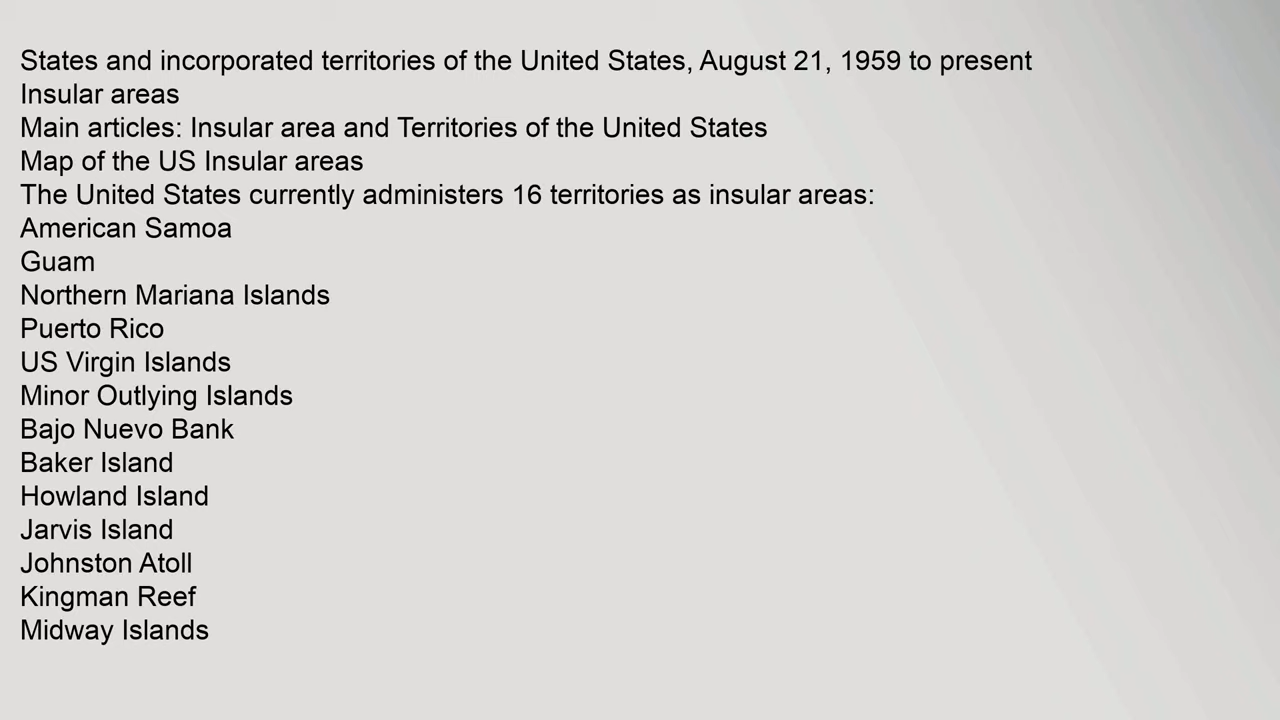 States and incorporated territories of the United States, August 21, 1959 to present
Insular areas
Main articles: Insular area and Territories of the United States
Map of the US Insular areas
The United States currently administers 16 territories as insular areas:
American Samoa
Guam
Northern Mariana Islands
Puerto Rico
US Virgin Islands
Minor Outlying Islands
Bajo Nuevo Bank
Baker Island
Howland Island
Jarvis Island
Johnston Atoll
Kingman Reef
Midway Islands